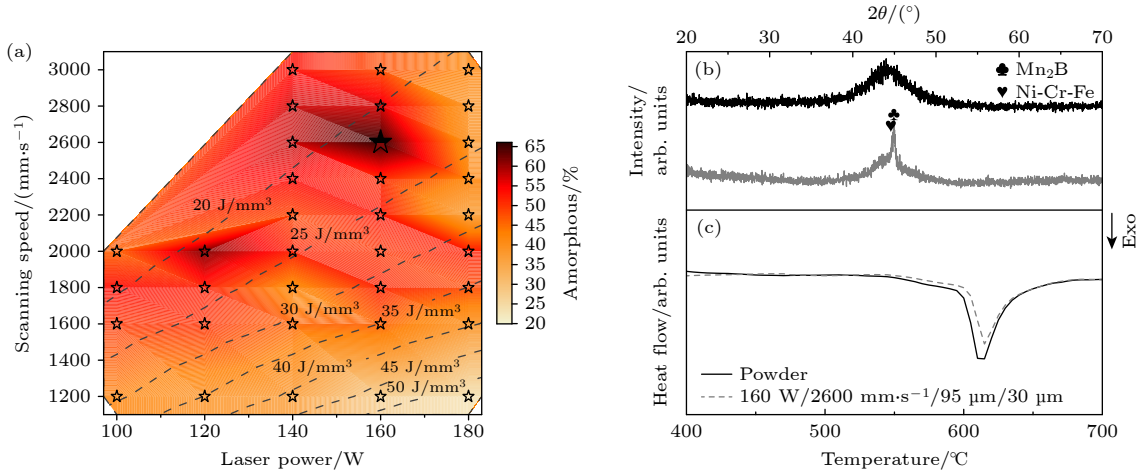 (a)
Scanning speed/(mm·s⁻¹)
3000
2800
2600
2400
2200
2000
1800
1600
1400
1200
100
120
140
160
180
Laser power/W
20 J/mm³
25 J/mm³
30 J/mm³
35 J/mm³
40 J/mm³
45 J/mm³
50 J/mm³
65
60
55
50
45
40
35
30
25
20
Amorphous/%
2θ/(°)
20
30
40
50
60
70
(b)
♣ Mn₂B
♥ Ni-Cr-Fe
♣
♥
Intensity/
arb. units
(c)
Heat flow/arb. units
Exo
Powder
160 W/2600 mm·s⁻¹/95 µm/30 µm
400
500
600
700
Temperature/℃